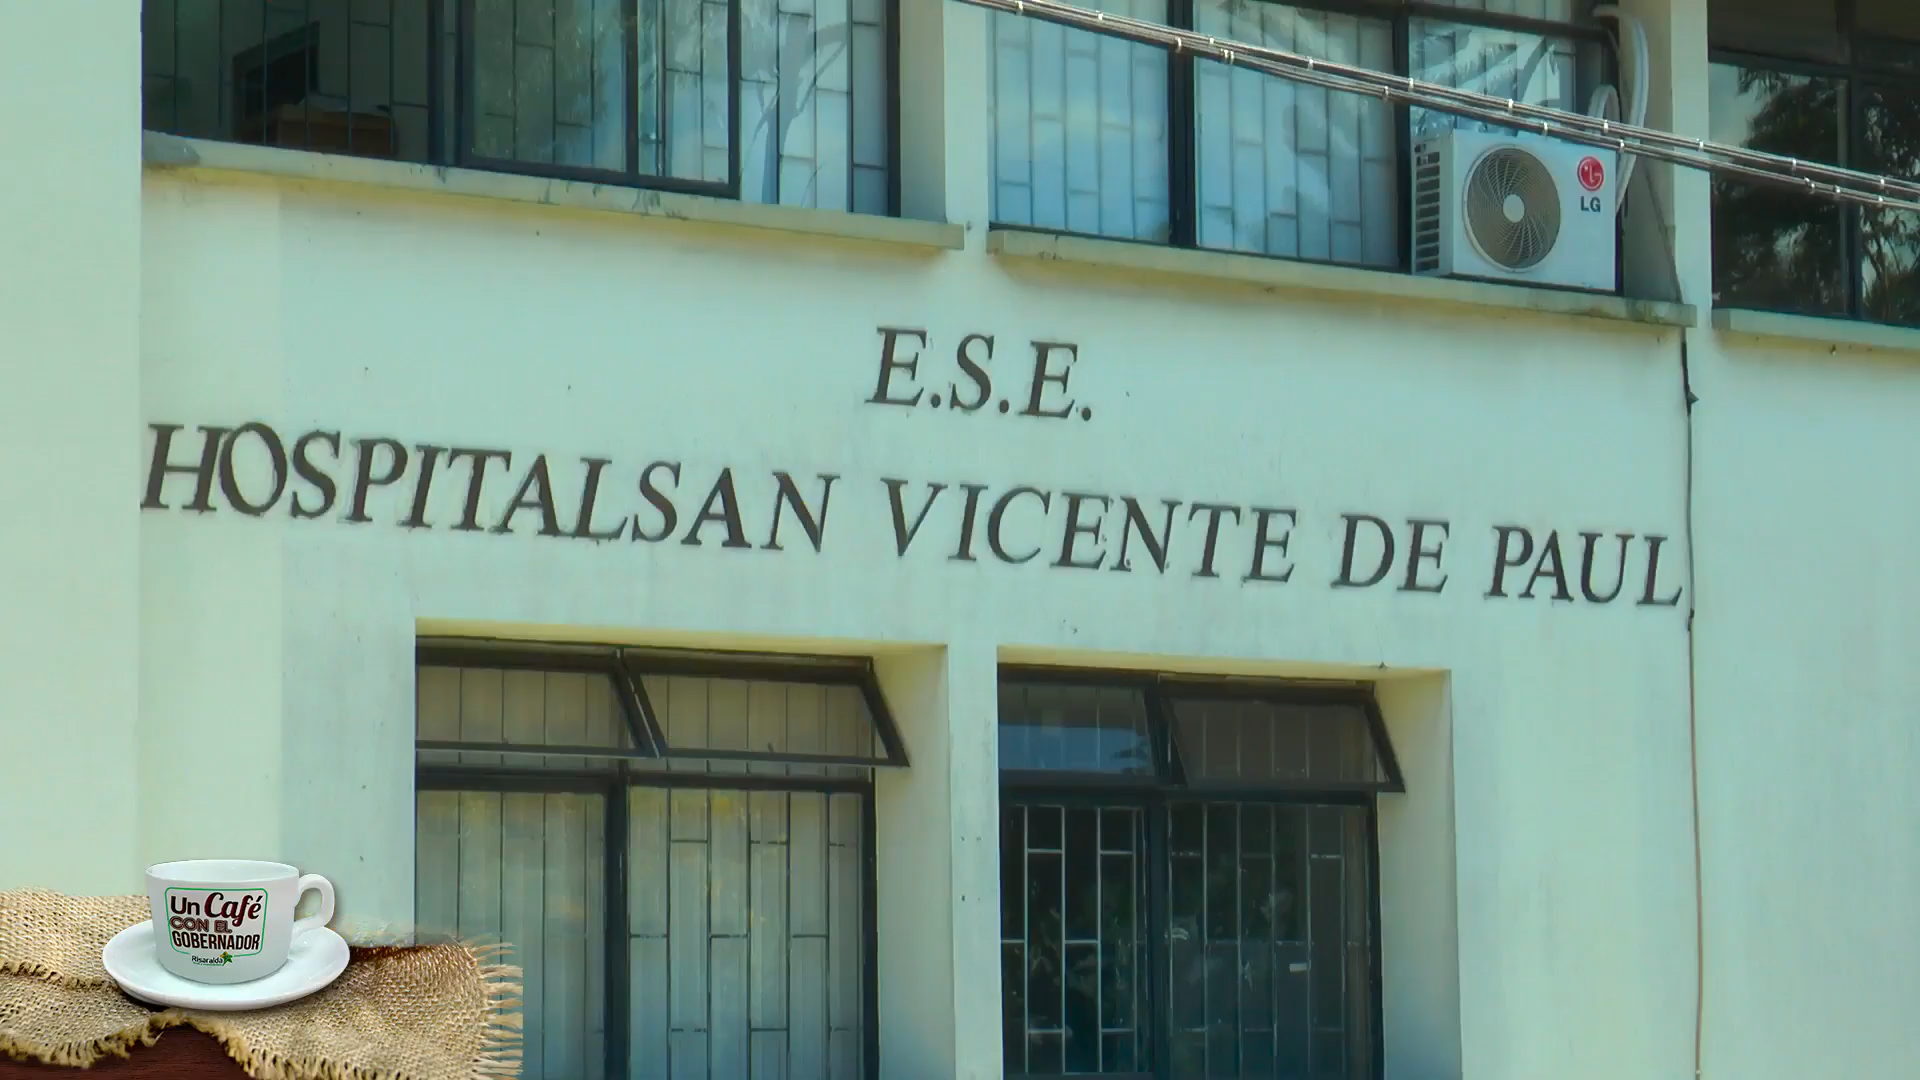 LG
E.S.E.
HOSPITALSAN VICENTE DE PAUL
Un Café
CON EL
GOBERNADOR
Risaralda